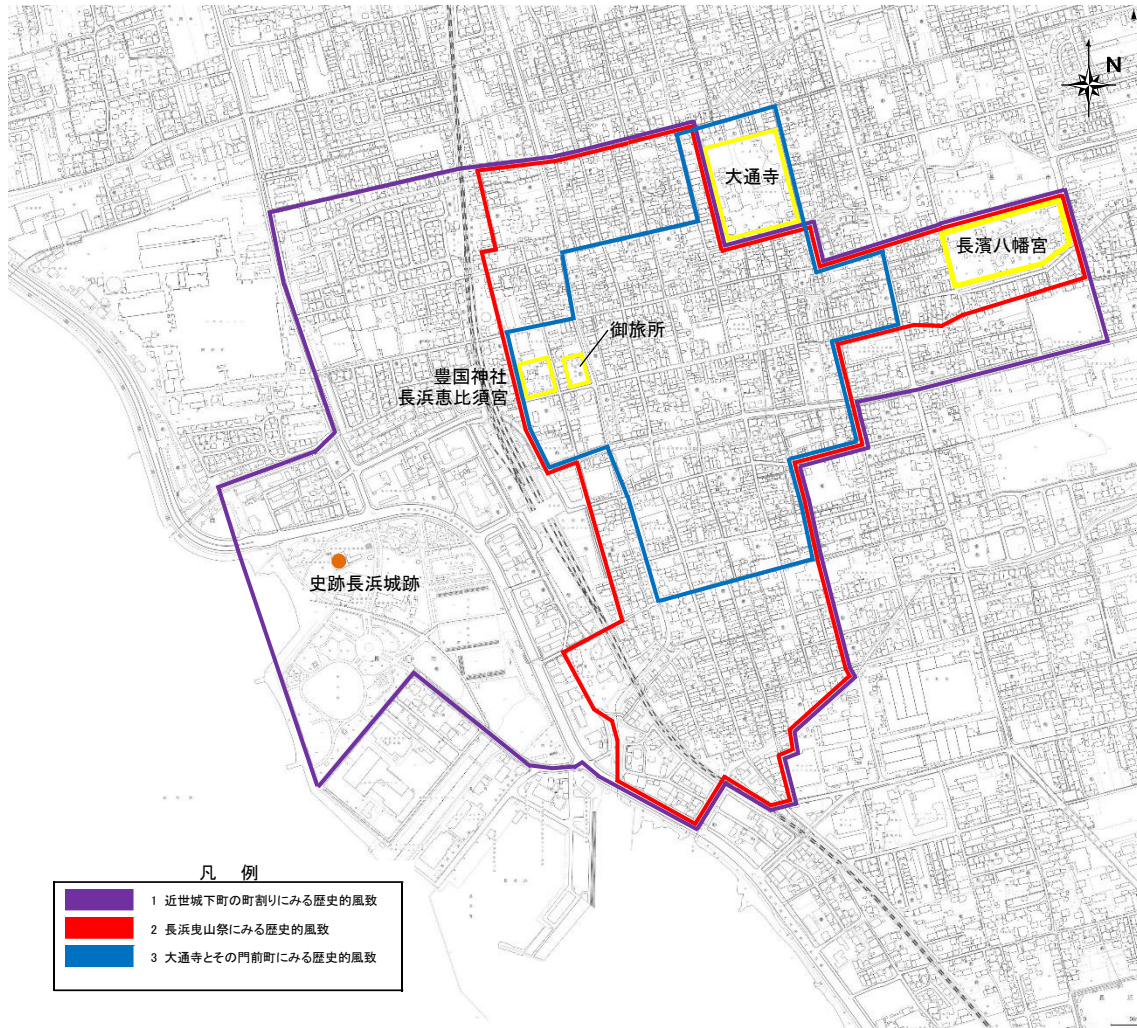 N
大通寺
長濱八幡宮
御旅所
豊国神社
長浜恵比須宮
史跡長浜城跡
凡 例
1 近世城下町の町割りにみる歴史的風致
2 長浜曳山祭にみる歴史的風致
3 大通寺とその門前町にみる歴史的風致